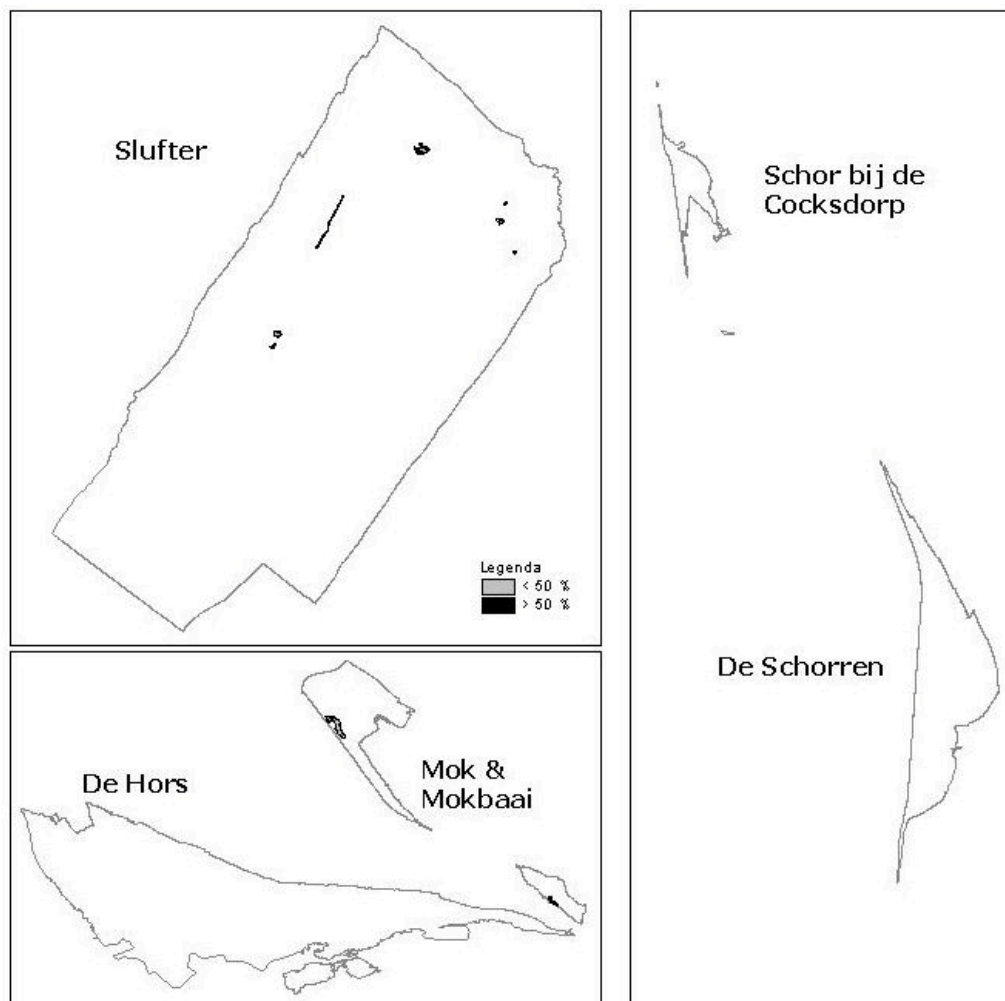 Slufter
Legenda
< 50 %
> 50 %
De Hors
Mok &
Mokbaai
Schor bij de
Cocksdorp
De Schorren